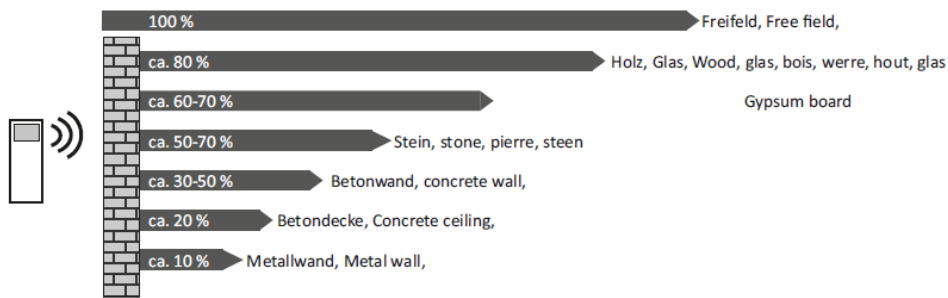 100 % Freifeld, Free field,
ca. 80 % Holz, Glas, Wood, glas, bois, werre, hout, glas
ca. 60-70 % Gypsum board
ca. 50-70 % Stein, stone, pierre, steen
ca. 30-50 % Betonwand, concrete wall,
ca. 20 % Betondecke, Concrete ceiling,
ca. 10 % Metallwand, Metal wall,